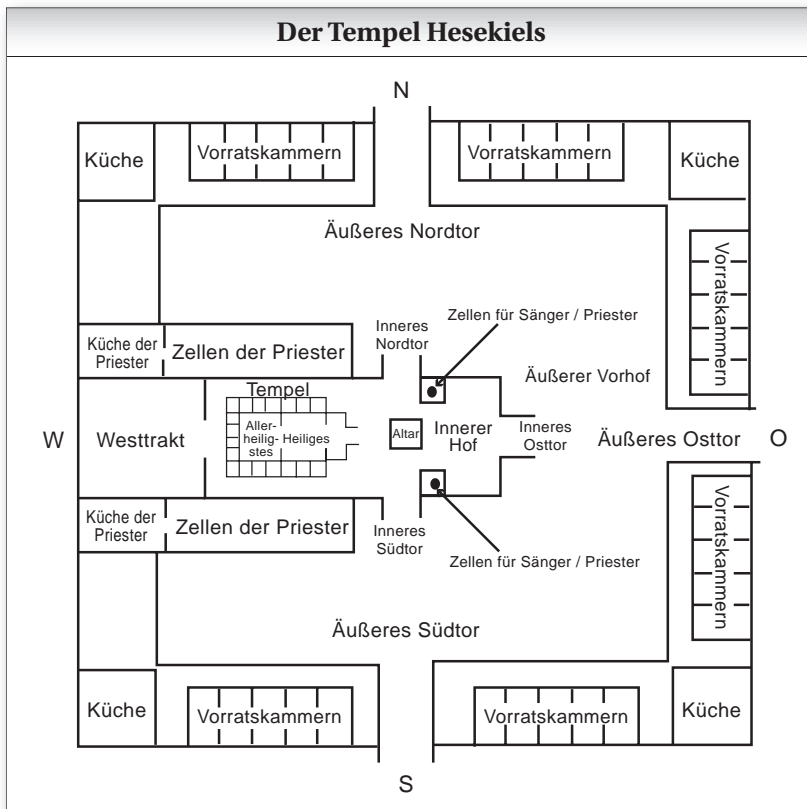 Der Tempel Hesekiels
N
Küche
Vorratskammern
Vorratskammern
Küche
Äußeres Nordtor
Vorratskammern
Inneres
Nordtor
Zellen für Sänger / Priester
Küche der
Priester
Zellen der Priester
Äußerer Vorhof
Tempel
W
Westtrakt
Aller-
heilig-
stes
Heiliges
Altar
Innerer
Hof
Inneres
Osttor
Äußeres Osttor
O
Küche der
Priester
Zellen der Priester
Inneres
Südtor
Zellen für Sänger / Priester
Vorratskammern
Äußeres Südtor
Küche
Vorratskammern
Vorratskammern
Küche
S